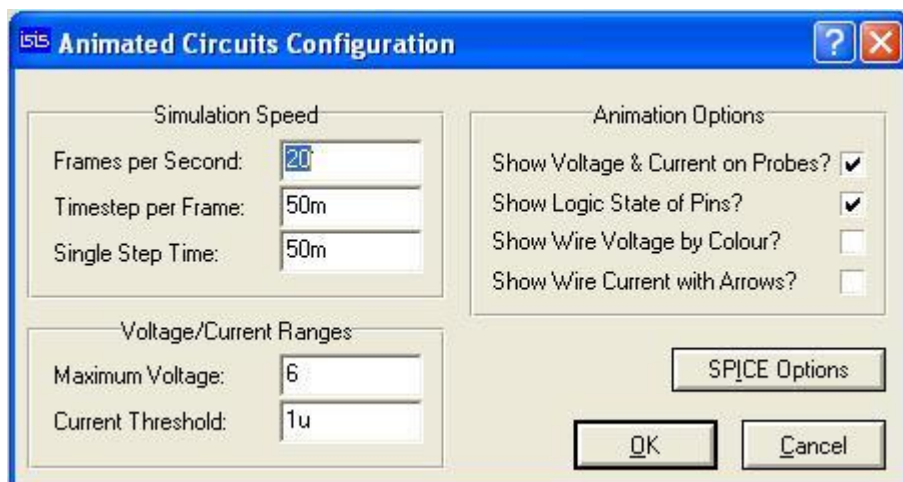 isis Animated Circuits Configuration
?
Simulation Speed
Frames per Second: 20
Timestep per Frame: 50m
Single Step Time: 50m
Voltage/Current Ranges
Maximum Voltage: 6
Current Threshold: 1u
Animation Options
Show Voltage & Current on Probes?
Show Logic State of Pins?
Show Wire Voltage by Colour?
Show Wire Current with Arrows?
SPICE Options
OK
Cancel